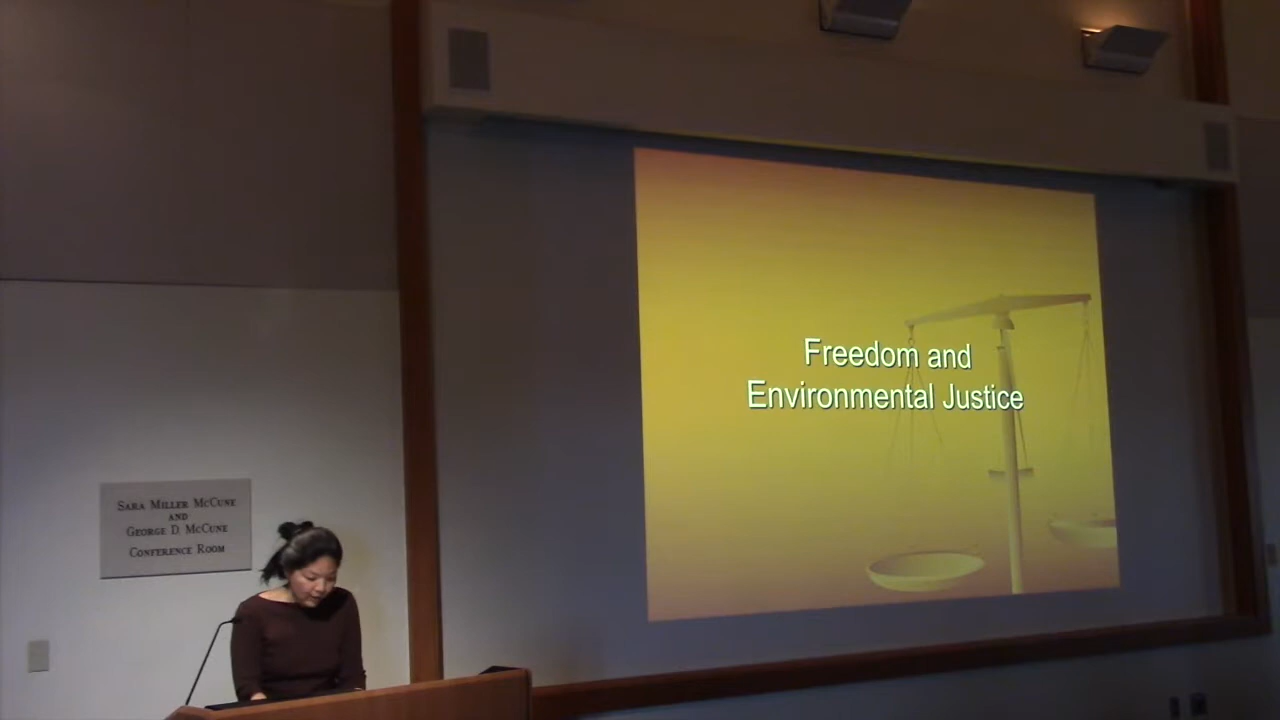 Freedom and
Environmental Justice
SARA MILLER MCCUNE
AND
GEORGE D. MCCUNE
CONFERENCE ROOM